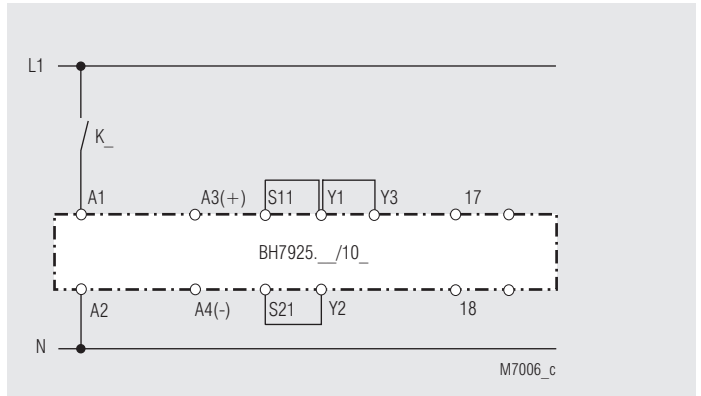 L1
K_
A1 A3(+) S11 Y1 Y3 17
BH7925.__/10_
A2 A4(-) S21 Y2 18
N
M7006_c